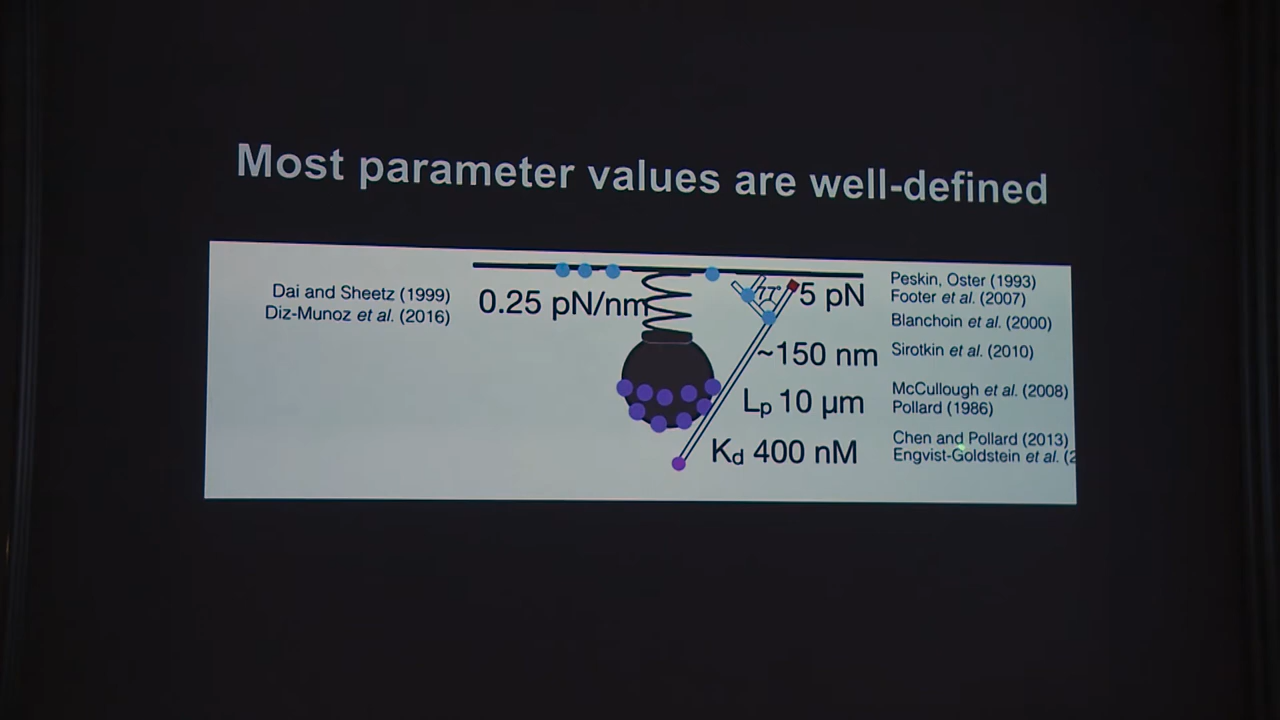 Most parameter values are well-defined
Dai and Sheetz (1999)
Diz-Munoz et al. (2016)
0.25 pN/nm
77°
5 pN
~150 nm
Lp 10 µm
Kd 400 nM
Peskin, Oster (1993)
Footer et al. (2007)
Blanchoin et al. (2000)
Sirotkin et al. (2010)
McCullough et al. (2008)
Pollard (1986)
Chen and Pollard (2013)
Engvist-Goldstein et al. (2